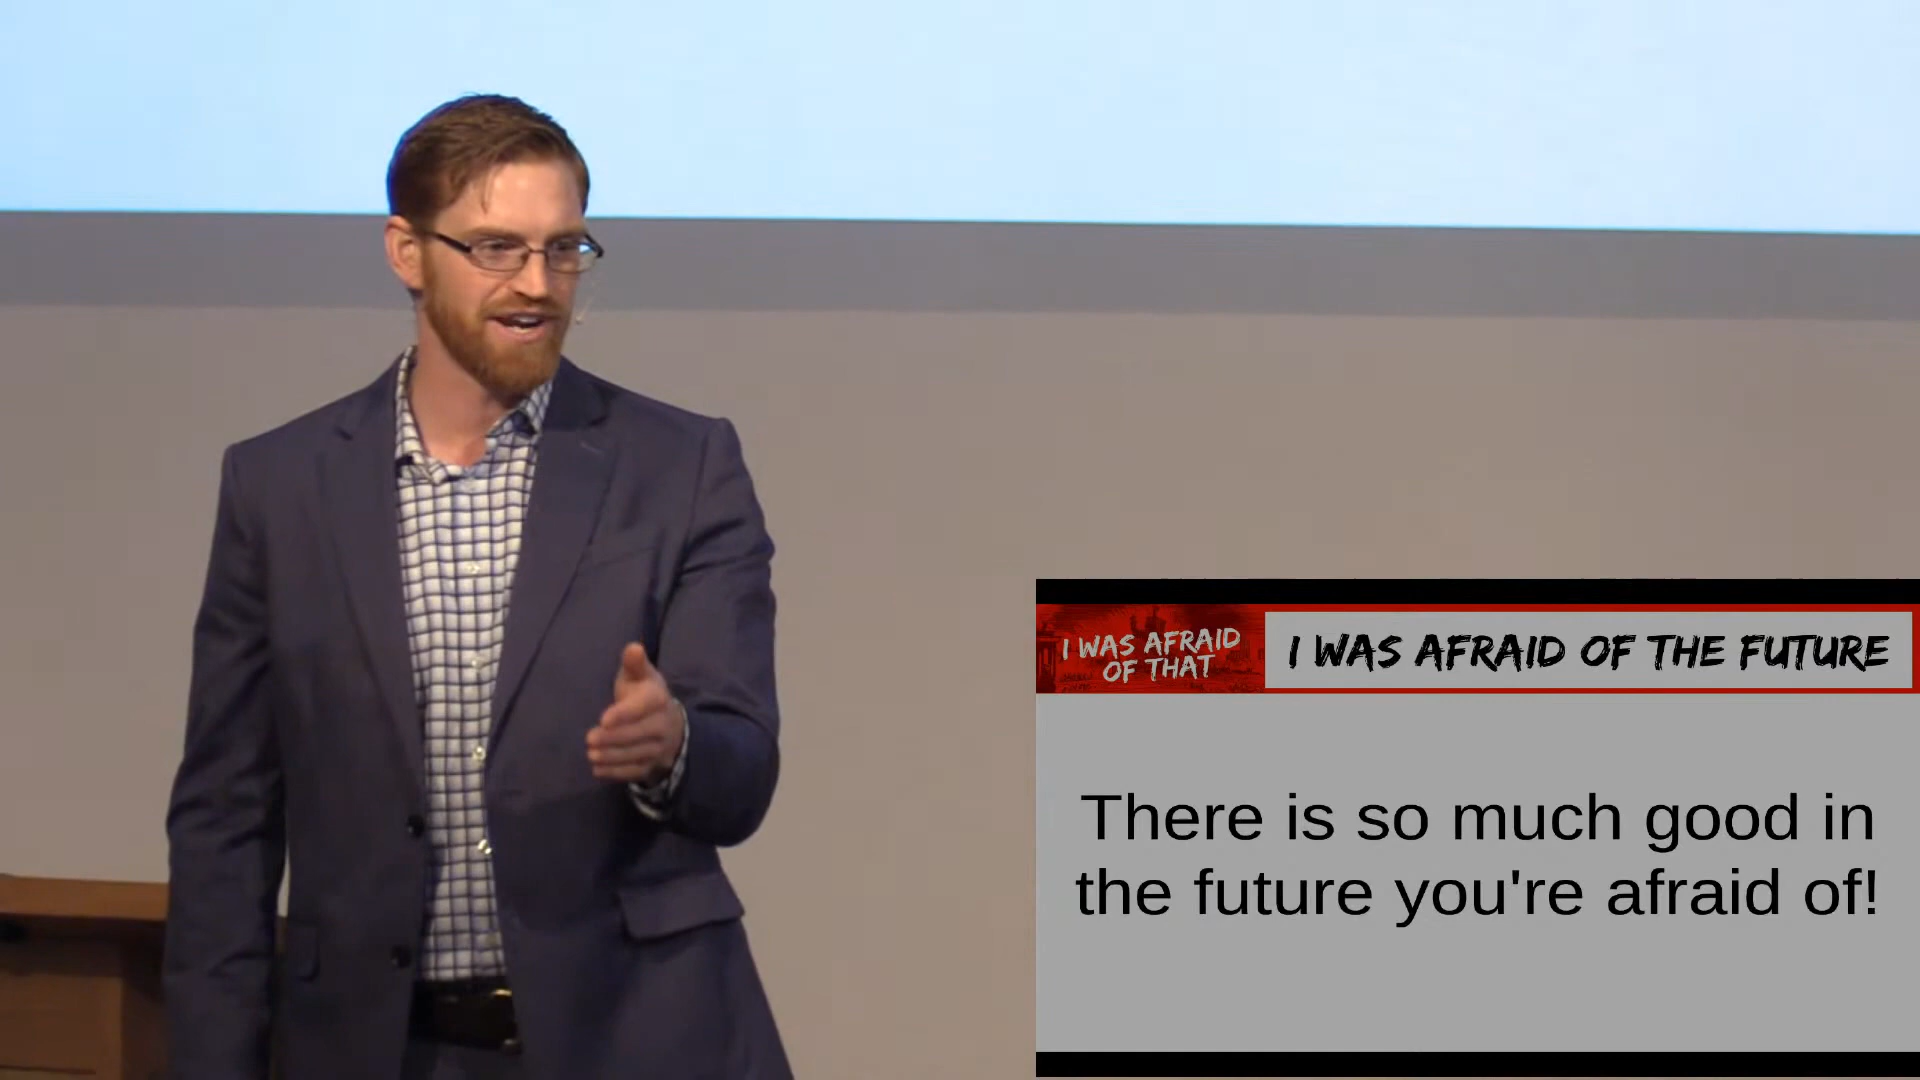 I WAS AFRAID
OF THAT
I WAS AFRAID OF THE FUTURE
There is so much good in
the future you're afraid of!